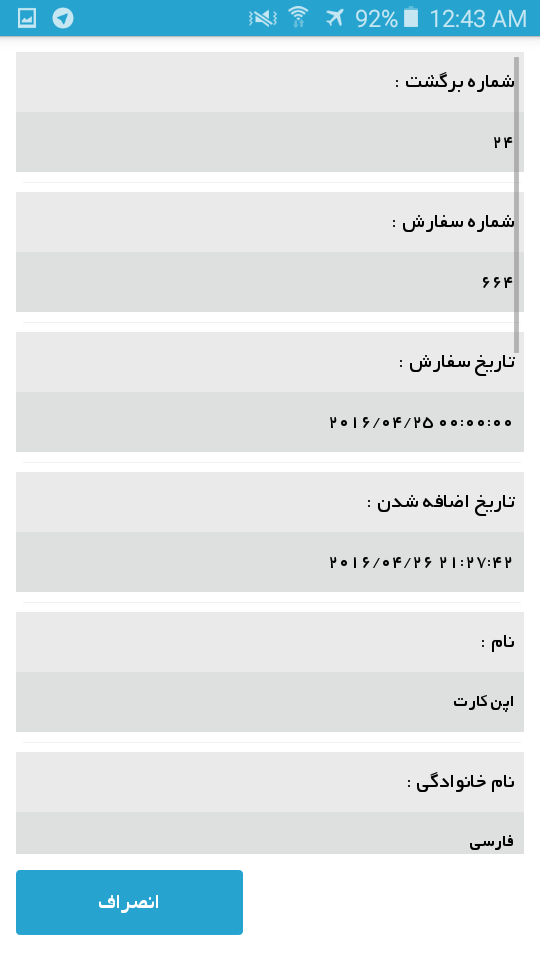 92% 12:43 AM
شماره برگشت :
۲۴
شماره سفارش :
۶۶۴
تاریخ سفارش :
۲۰۱۶/۰۴/۲۵ ۰۰:۰۰:۰۰
تاریخ اضافه شدن :
۲۰۱۶/۰۴/۲۶ ۲۱:۲۷:۴۲
نام :
اپن کارت
نام خانوادگی :
فارسی
انصراف